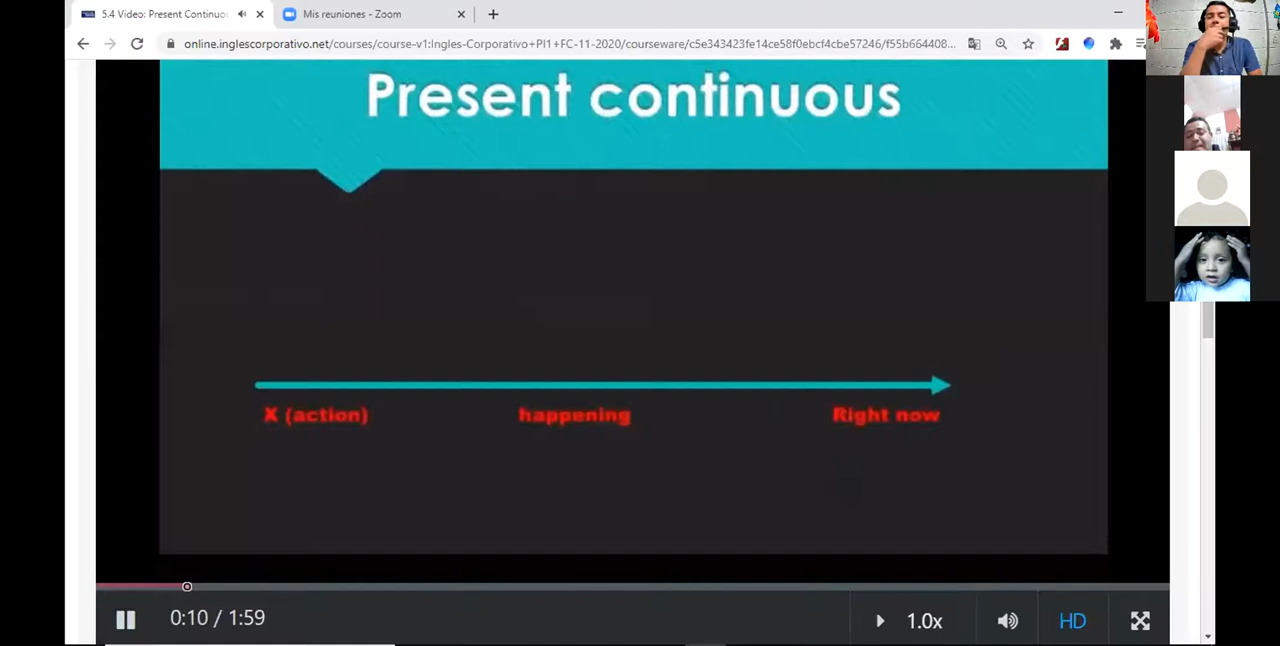 5.4 Video: Present Continuo
Mis reuniones - Zoom
online.inglescorporativo.net/courses/course-v1:Ingles-Corporativo+PI1+FC-11-2020/courseware/c5e343423fe14ce58f0ebcf4cbe57246/f55b664408...
Present continuous
X (action) happening Right now
0:10 / 1:59
1.0x
HD